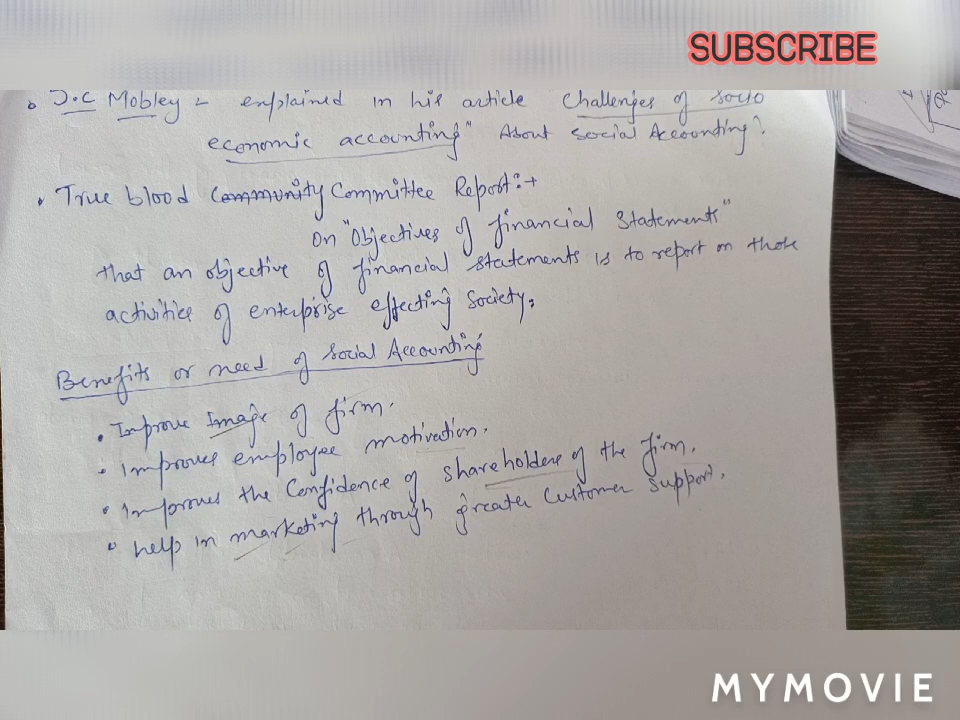 SUBSCRIBE
• J.C Mobley - explained in his article Challenges of socio
economic accounting" About social Accounting.
• True blood Community Committee Report:→
On "Objectives of financial statements"
that an objective of financial statements is to report on those
activities of enterprise effecting society.
Benefits or need of social Accounting
• Improve Image of firm.
• Improves employee motivation.
• Improves the Confidence of shareholders of the firm.
• help in marketing through greater customer support.
MYMOVIE